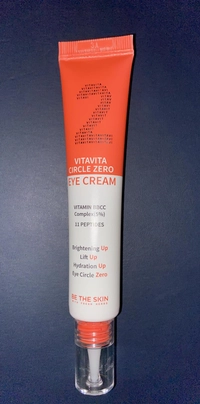 VITAVITA
CIRCLE ZERO
EYE CREAM
Complex(5%)
11 PEPTIDES
Brightening Up
Lift Up
Hydration Up
Eye Circle Zero
BE THE SKIN